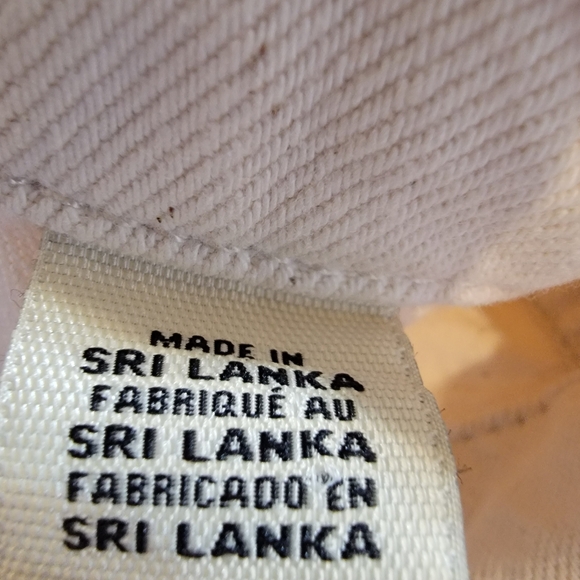 MADE IN
SRI LANKA
FABRIQUÉ AU
SRI LANKA
FABRICADO EN
SRI LANKA